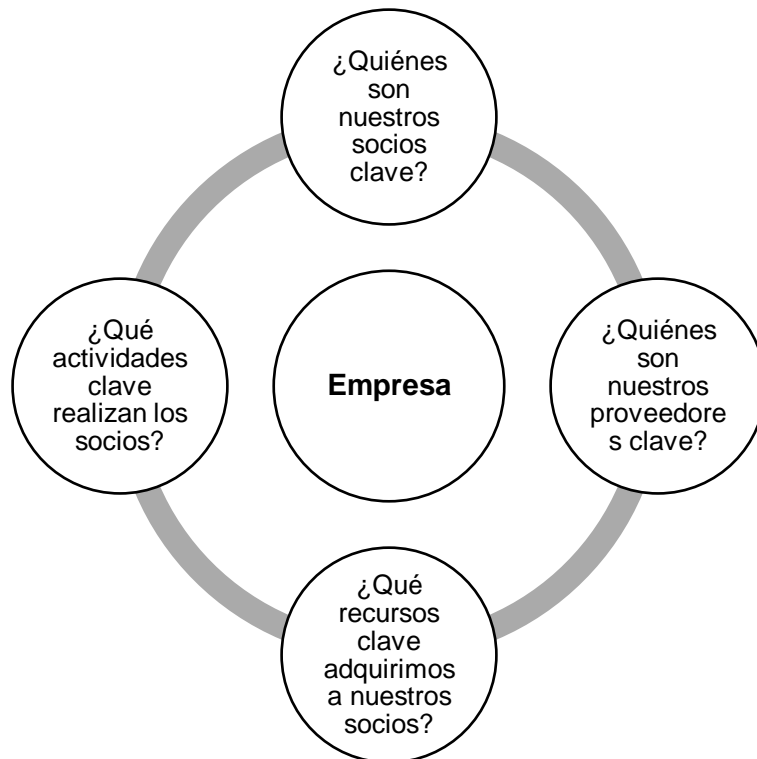 ¿Quiénes
son
nuestros
socios
clave?
¿Qué
actividades
clave
realizan los
socios?
Empresa
¿Quiénes
son
nuestros
proveedore
s clave?
¿Qué
recursos
clave
adquirimos
a nuestros
socios?